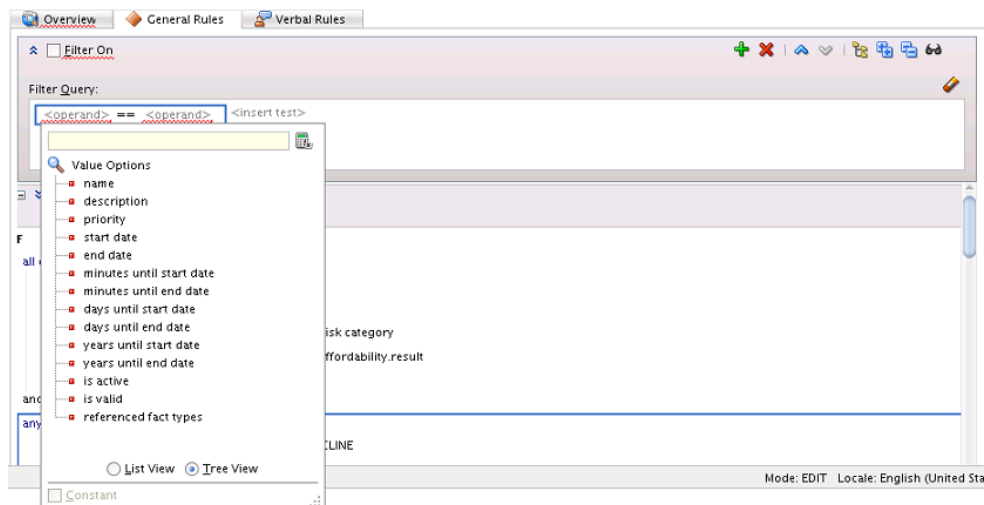 Overview General Rules Verbal Rules
Filter On
Filter Query:
<operand> == <operand> <insert test>
Value Options
name
description
priority
start date
end date
minutes until start date
minutes until end date
days until start date
days until end date
years until start date
years until end date
is active
is valid
referenced fact types
F
all
isk category
ffordability.result
and
any
CLINE
List View Tree View
Mode: EDIT Locale: English (United Sta
Constant